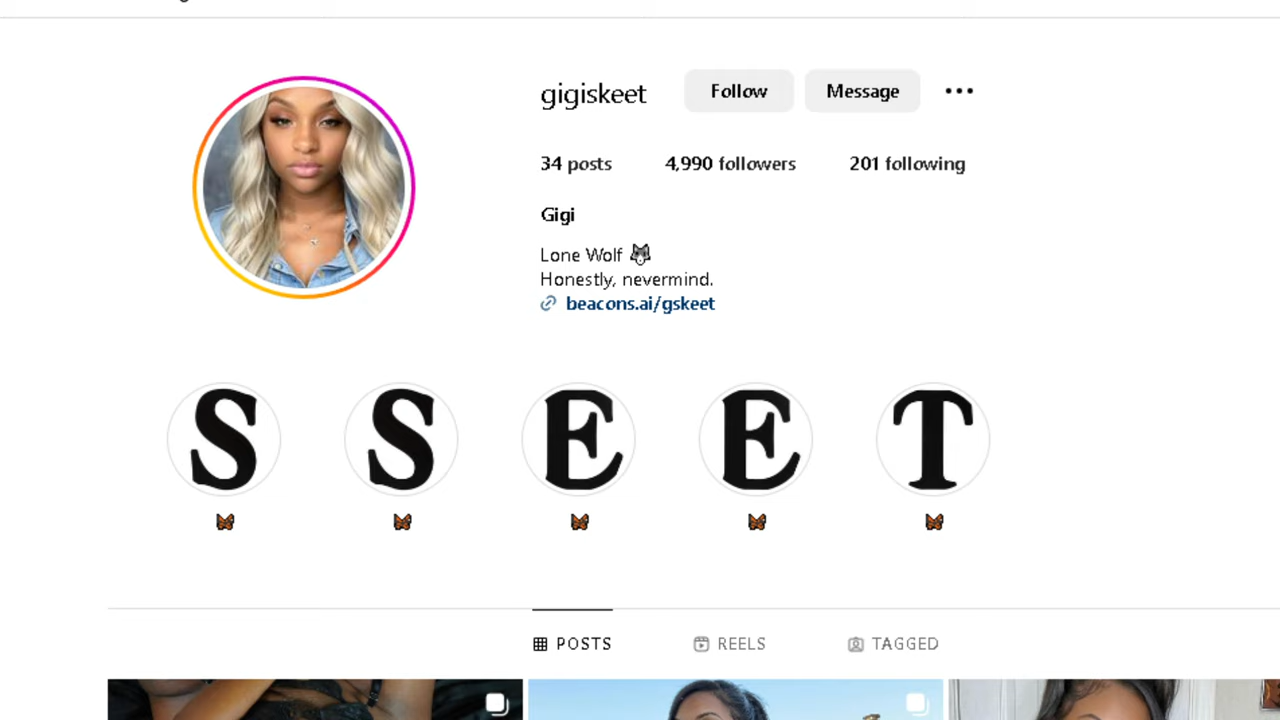 gigiskeet Follow Message
34 posts 4,990 followers 201 following
Gigi
Lone Wolf 🐺
Honestly, nevermind.
beacons.ai/gskeet
S S E E T
POSTS REELS TAGGED